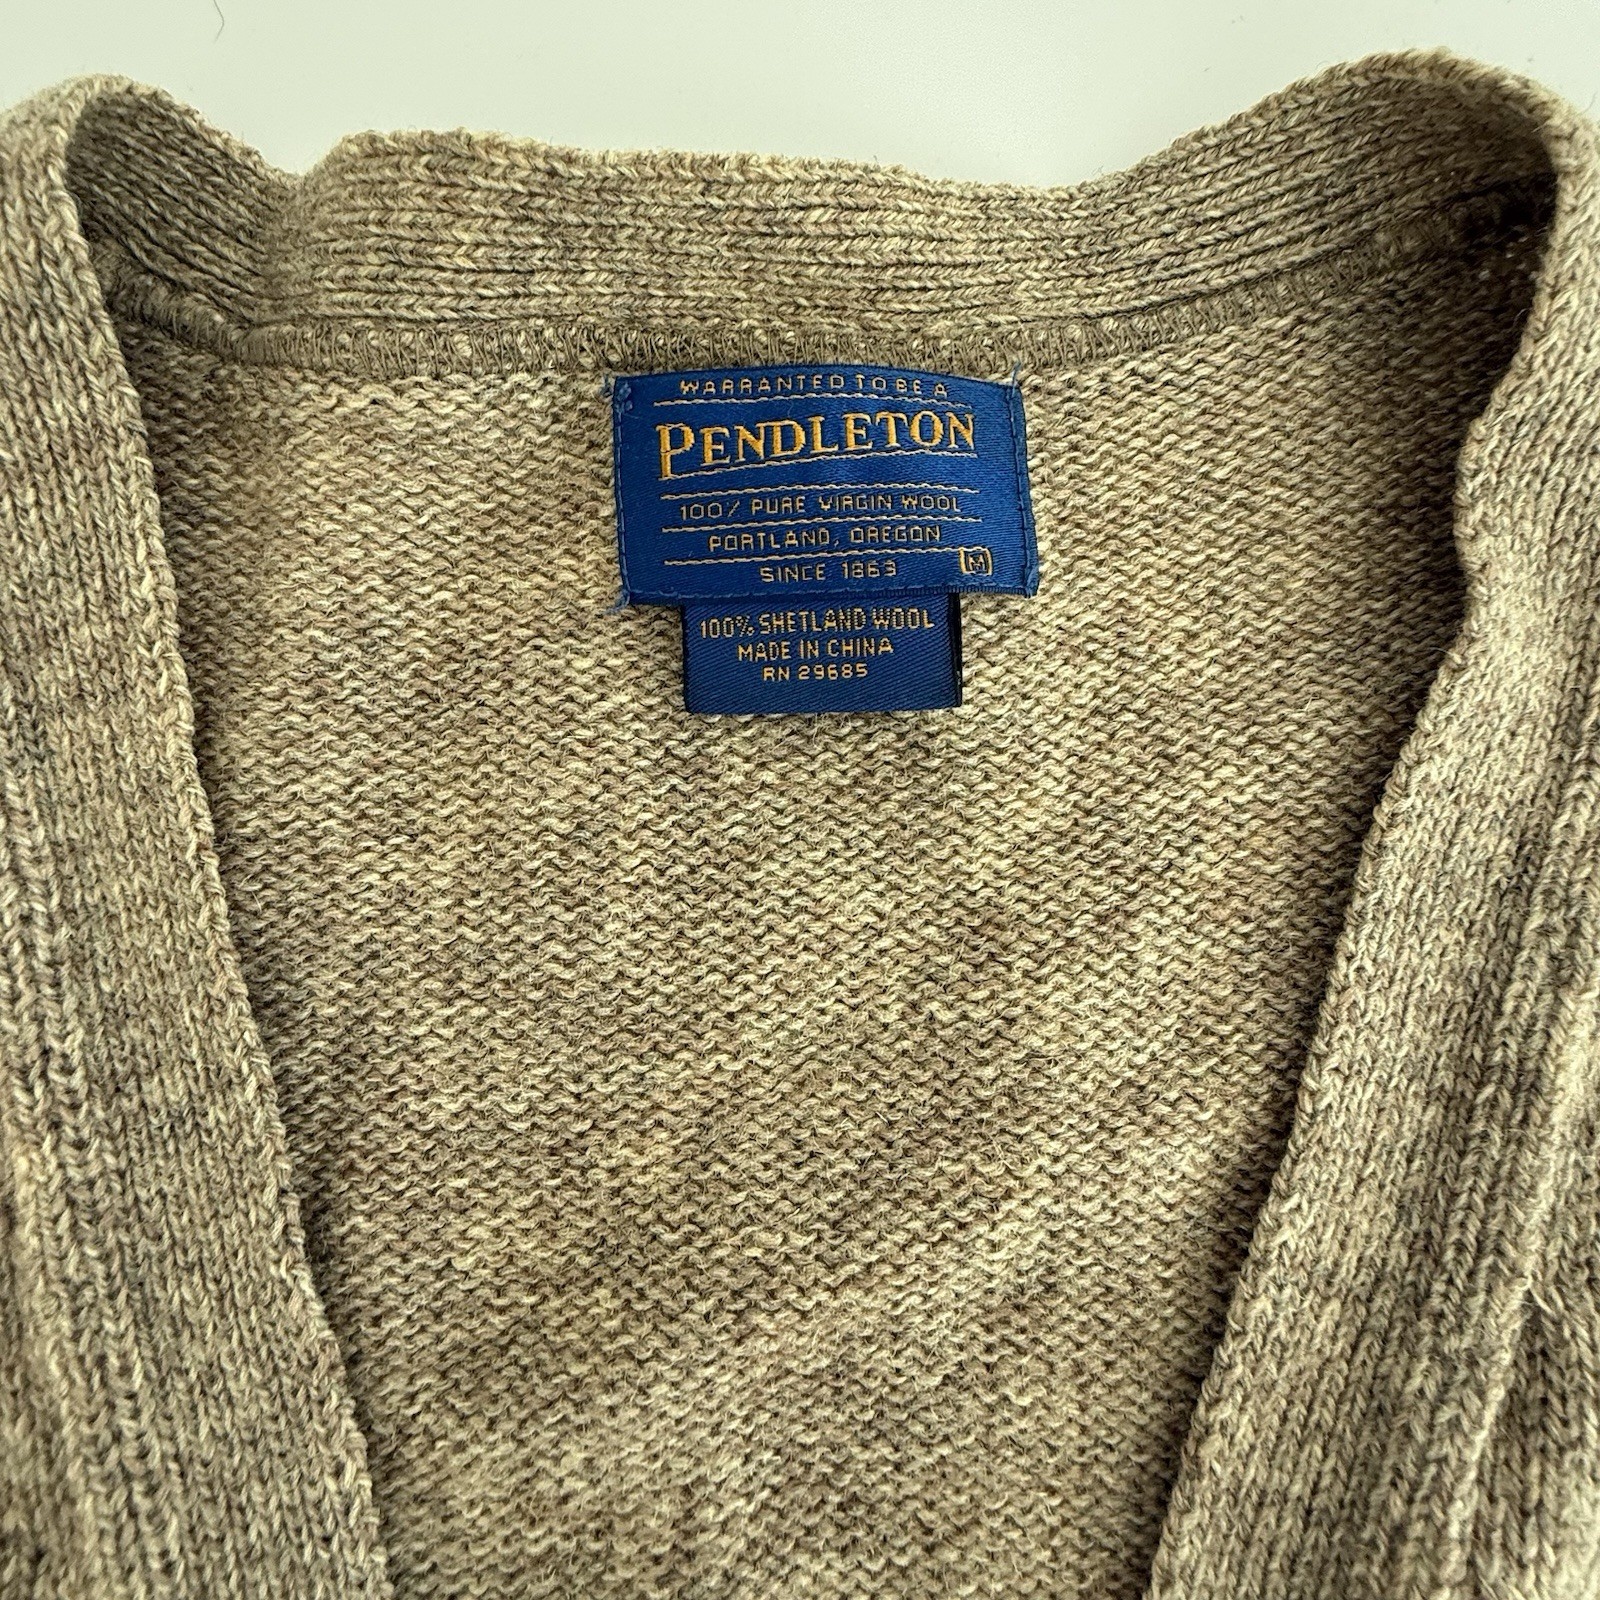 WARRANTED TO BE A
PENDLETON
100% PURE VIRGIN WOOL
PORTLAND, OREGON
SINCE 1863 M
100% SHETLAND WOOL
MADE IN CHINA
RN 29685